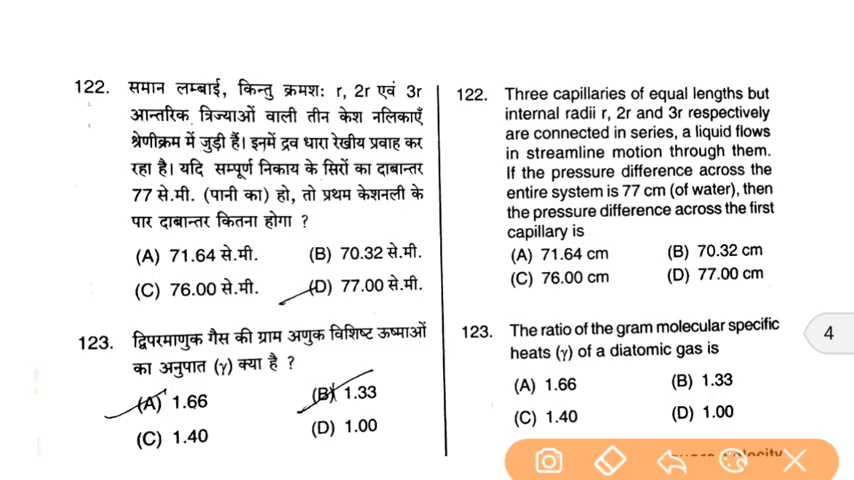 122. समान लम्बाई, किन्तु क्रमश: r, 2r एवं 3r
आन्तरिक त्रिज्याओं वाली तीन केश नलिकाएँ
श्रेणीक्रम में जुड़ी हैं। इनमें द्रव धारा रेखीय प्रवाह कर
रहा है। यदि सम्पूर्ण निकाय के सिरों का दाबान्तर
77 से.मी. (पानी का) हो, तो प्रथम केशनली के
पार दाबान्तर कितना होगा ?
(A) 71.64 से.मी. (B) 70.32 से.मी.
(C) 76.00 से.मी. (D) 77.00 से.मी.
123. द्विपरमाणुक गैस की ग्राम अणुक विशिष्ट ऊष्माओं
का अनुपात (γ) क्या है ?
(A) 1.66 (B) 1.33
(C) 1.40 (D) 1.00
122. Three capillaries of equal lengths but
internal radii r, 2r and 3r respectively
are connected in series, a liquid flows
in streamline motion through them.
If the pressure difference across the
entire system is 77 cm (of water), then
the pressure difference across the first
capillary is
(A) 71.64 cm (B) 70.32 cm
(C) 76.00 cm (D) 77.00 cm
123. The ratio of the gram molecular specific
heats (γ) of a diatomic gas is
(A) 1.66 (B) 1.33
(C) 1.40 (D) 1.00
4